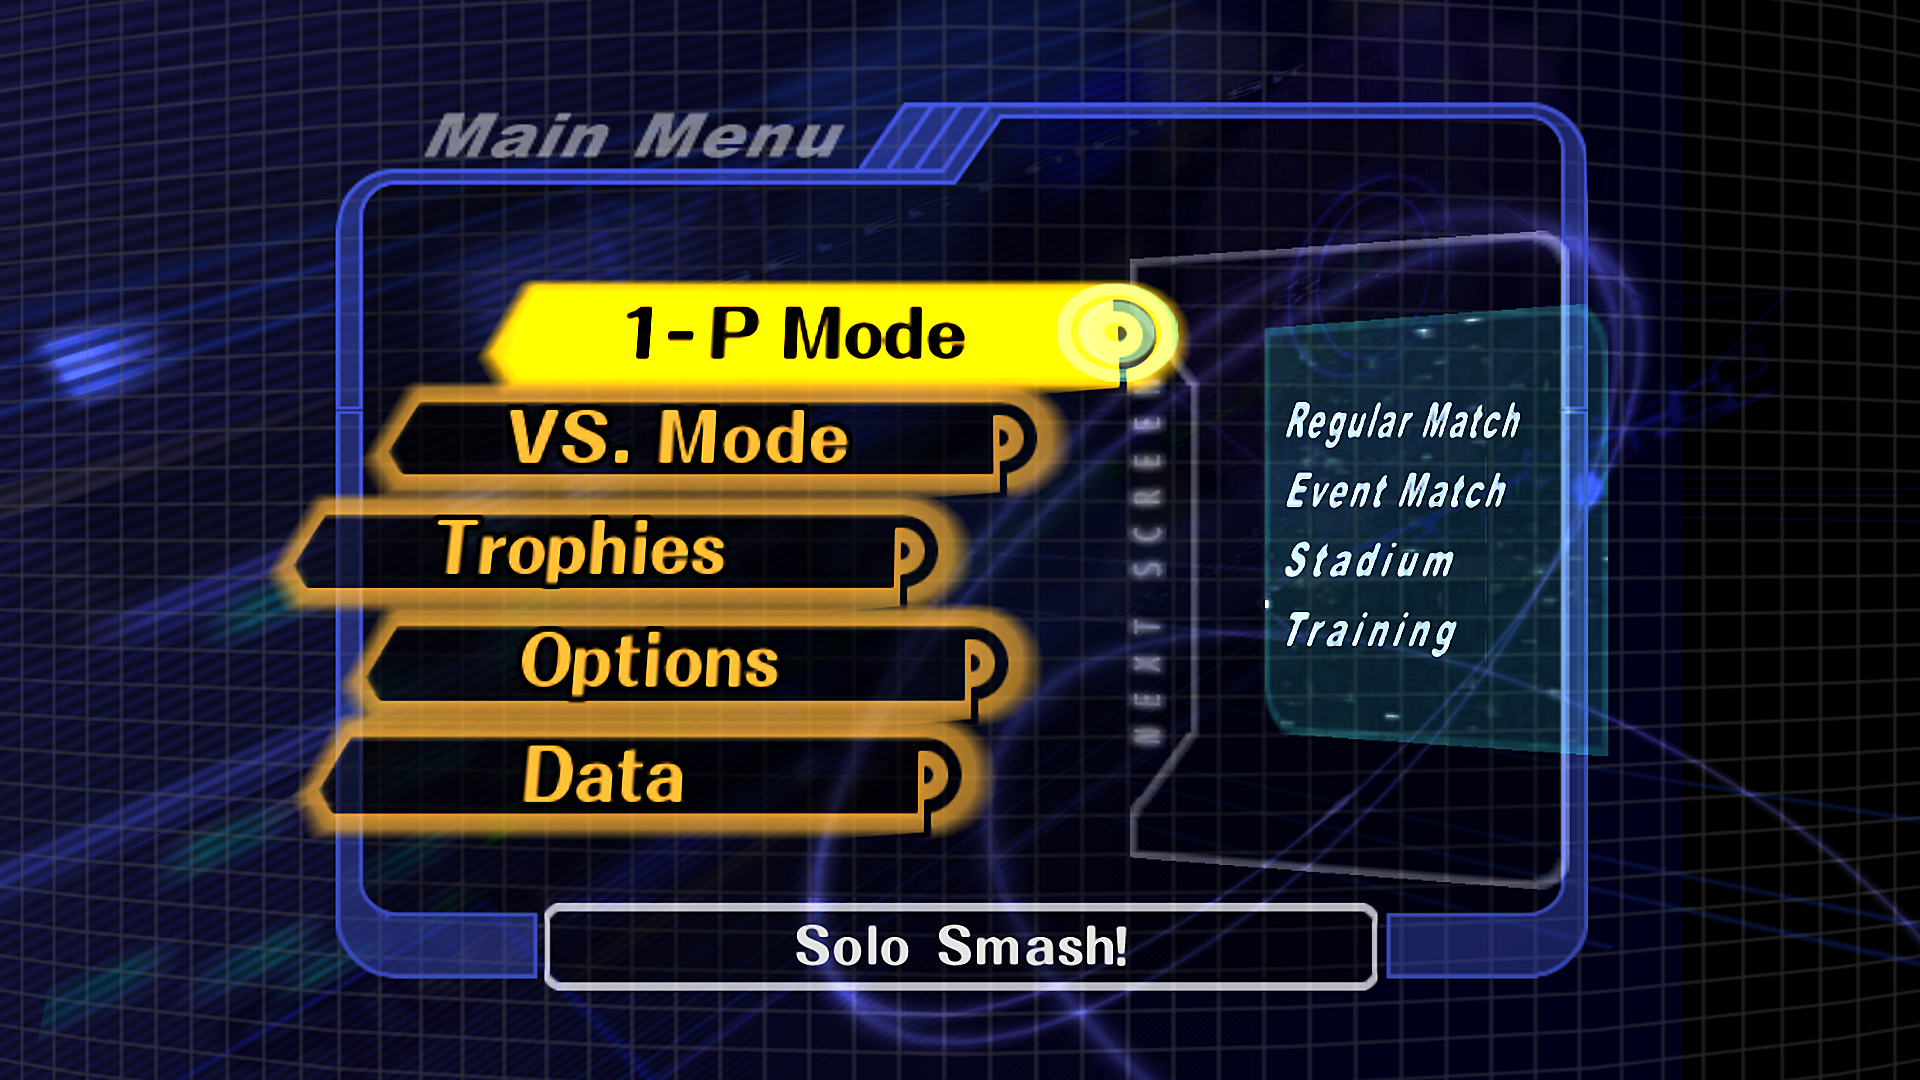 Main Menu
1-P Mode
VS. Mode
Trophies
Options
Data
NEXT SCREEN
Regular Match
Event Match
Stadium
Training
Solo Smash!